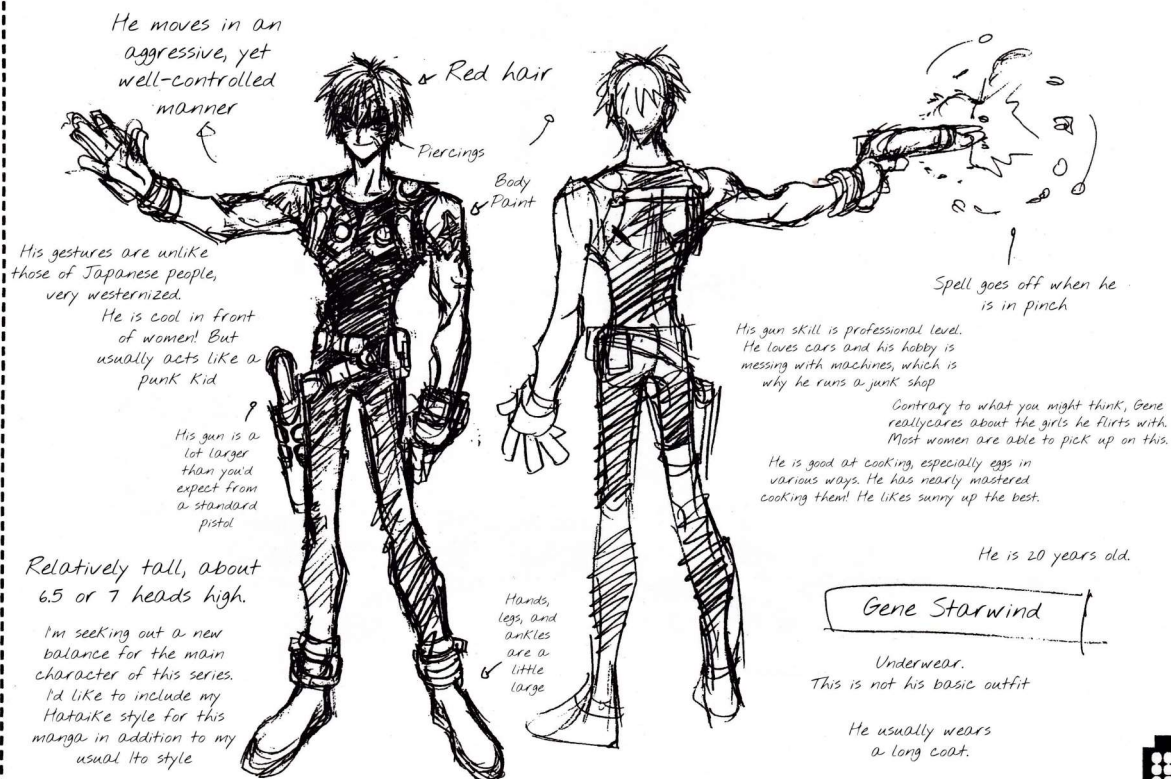 He moves in an
aggressive, yet
well-controlled
manner
Red hair
Piercings
Body
Paint
His gestures are unlike
those of Japanese people,
very westernized.
He is cool in front
of women! But
usually acts like a
punk kid
His gun is a
lot larger
than you'd
expect from
a standard
pistol
Relatively tall, about
6.5 or 7 heads high.
I'm seeking out a new
balance for the main
character of this series.
I'd like to include my
Hataike style for this
manga in addition to my
usual Ito style
Hands,
legs, and
ankles
are a
little
large
Spell goes off when he
is in pinch
His gun skill is professional level.
He loves cars and his hobby is
messing with machines, which is
why he runs a junk shop
Contrary to what you might think, Gene
reallycares about the girls he flirts with.
Most women are able to pick up on this.
He is good at cooking, especially eggs in
various ways. He has nearly mastered
cooking them! He likes sunny up the best.
He is 20 years old.
Gene Starwind
Underwear.
This is not his basic outfit
He usually wears
a long coat.